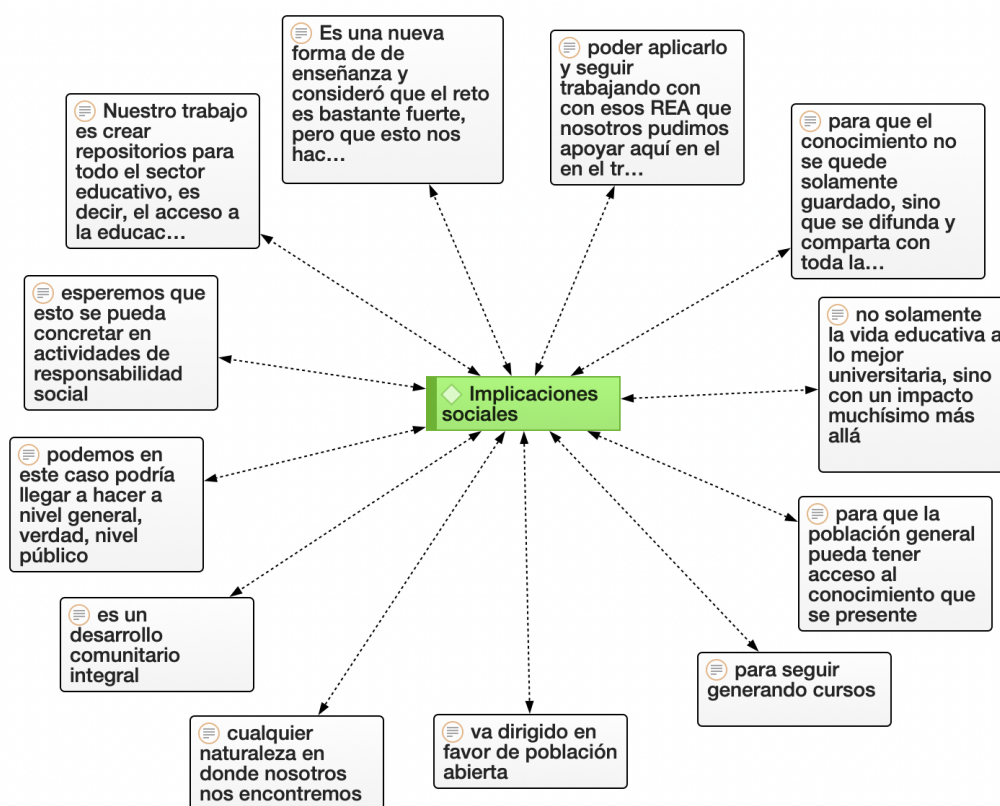 Es una nueva
forma de de
enseñanza y
consideró que el reto
es bastante fuerte,
pero que esto nos
hac...
poder aplicarlo
y seguir
trabajando con
con esos REA que
nosotros pudimos
apoyar aquí en el
en el tr...
Nuestro trabajo
es crear
repositorios para
todo el sector
educativo, es
decir, el acceso a
la educac...
para que el
conocimiento no
se quede
solamente
guardado, sino
que se difunda y
comparta con
toda la...
esperemos que
esto se pueda
concretar en
actividades de
responsabilidad
social
no solamente
la vida educativa a
lo mejor
universitaria, sino
con un impacto
muchísimo más
allá
Implicaciones
sociales
podemos en
este caso podría
llegar a hacer a
nivel general,
verdad, nivel
público
para que la
población general
pueda tener
acceso al
conocimiento que
se presente
es un
desarrollo
comunitario
integral
para seguir
generando cursos
cualquier
naturaleza en
donde nosotros
nos encontremos
va dirigido en
favor de población
abierta